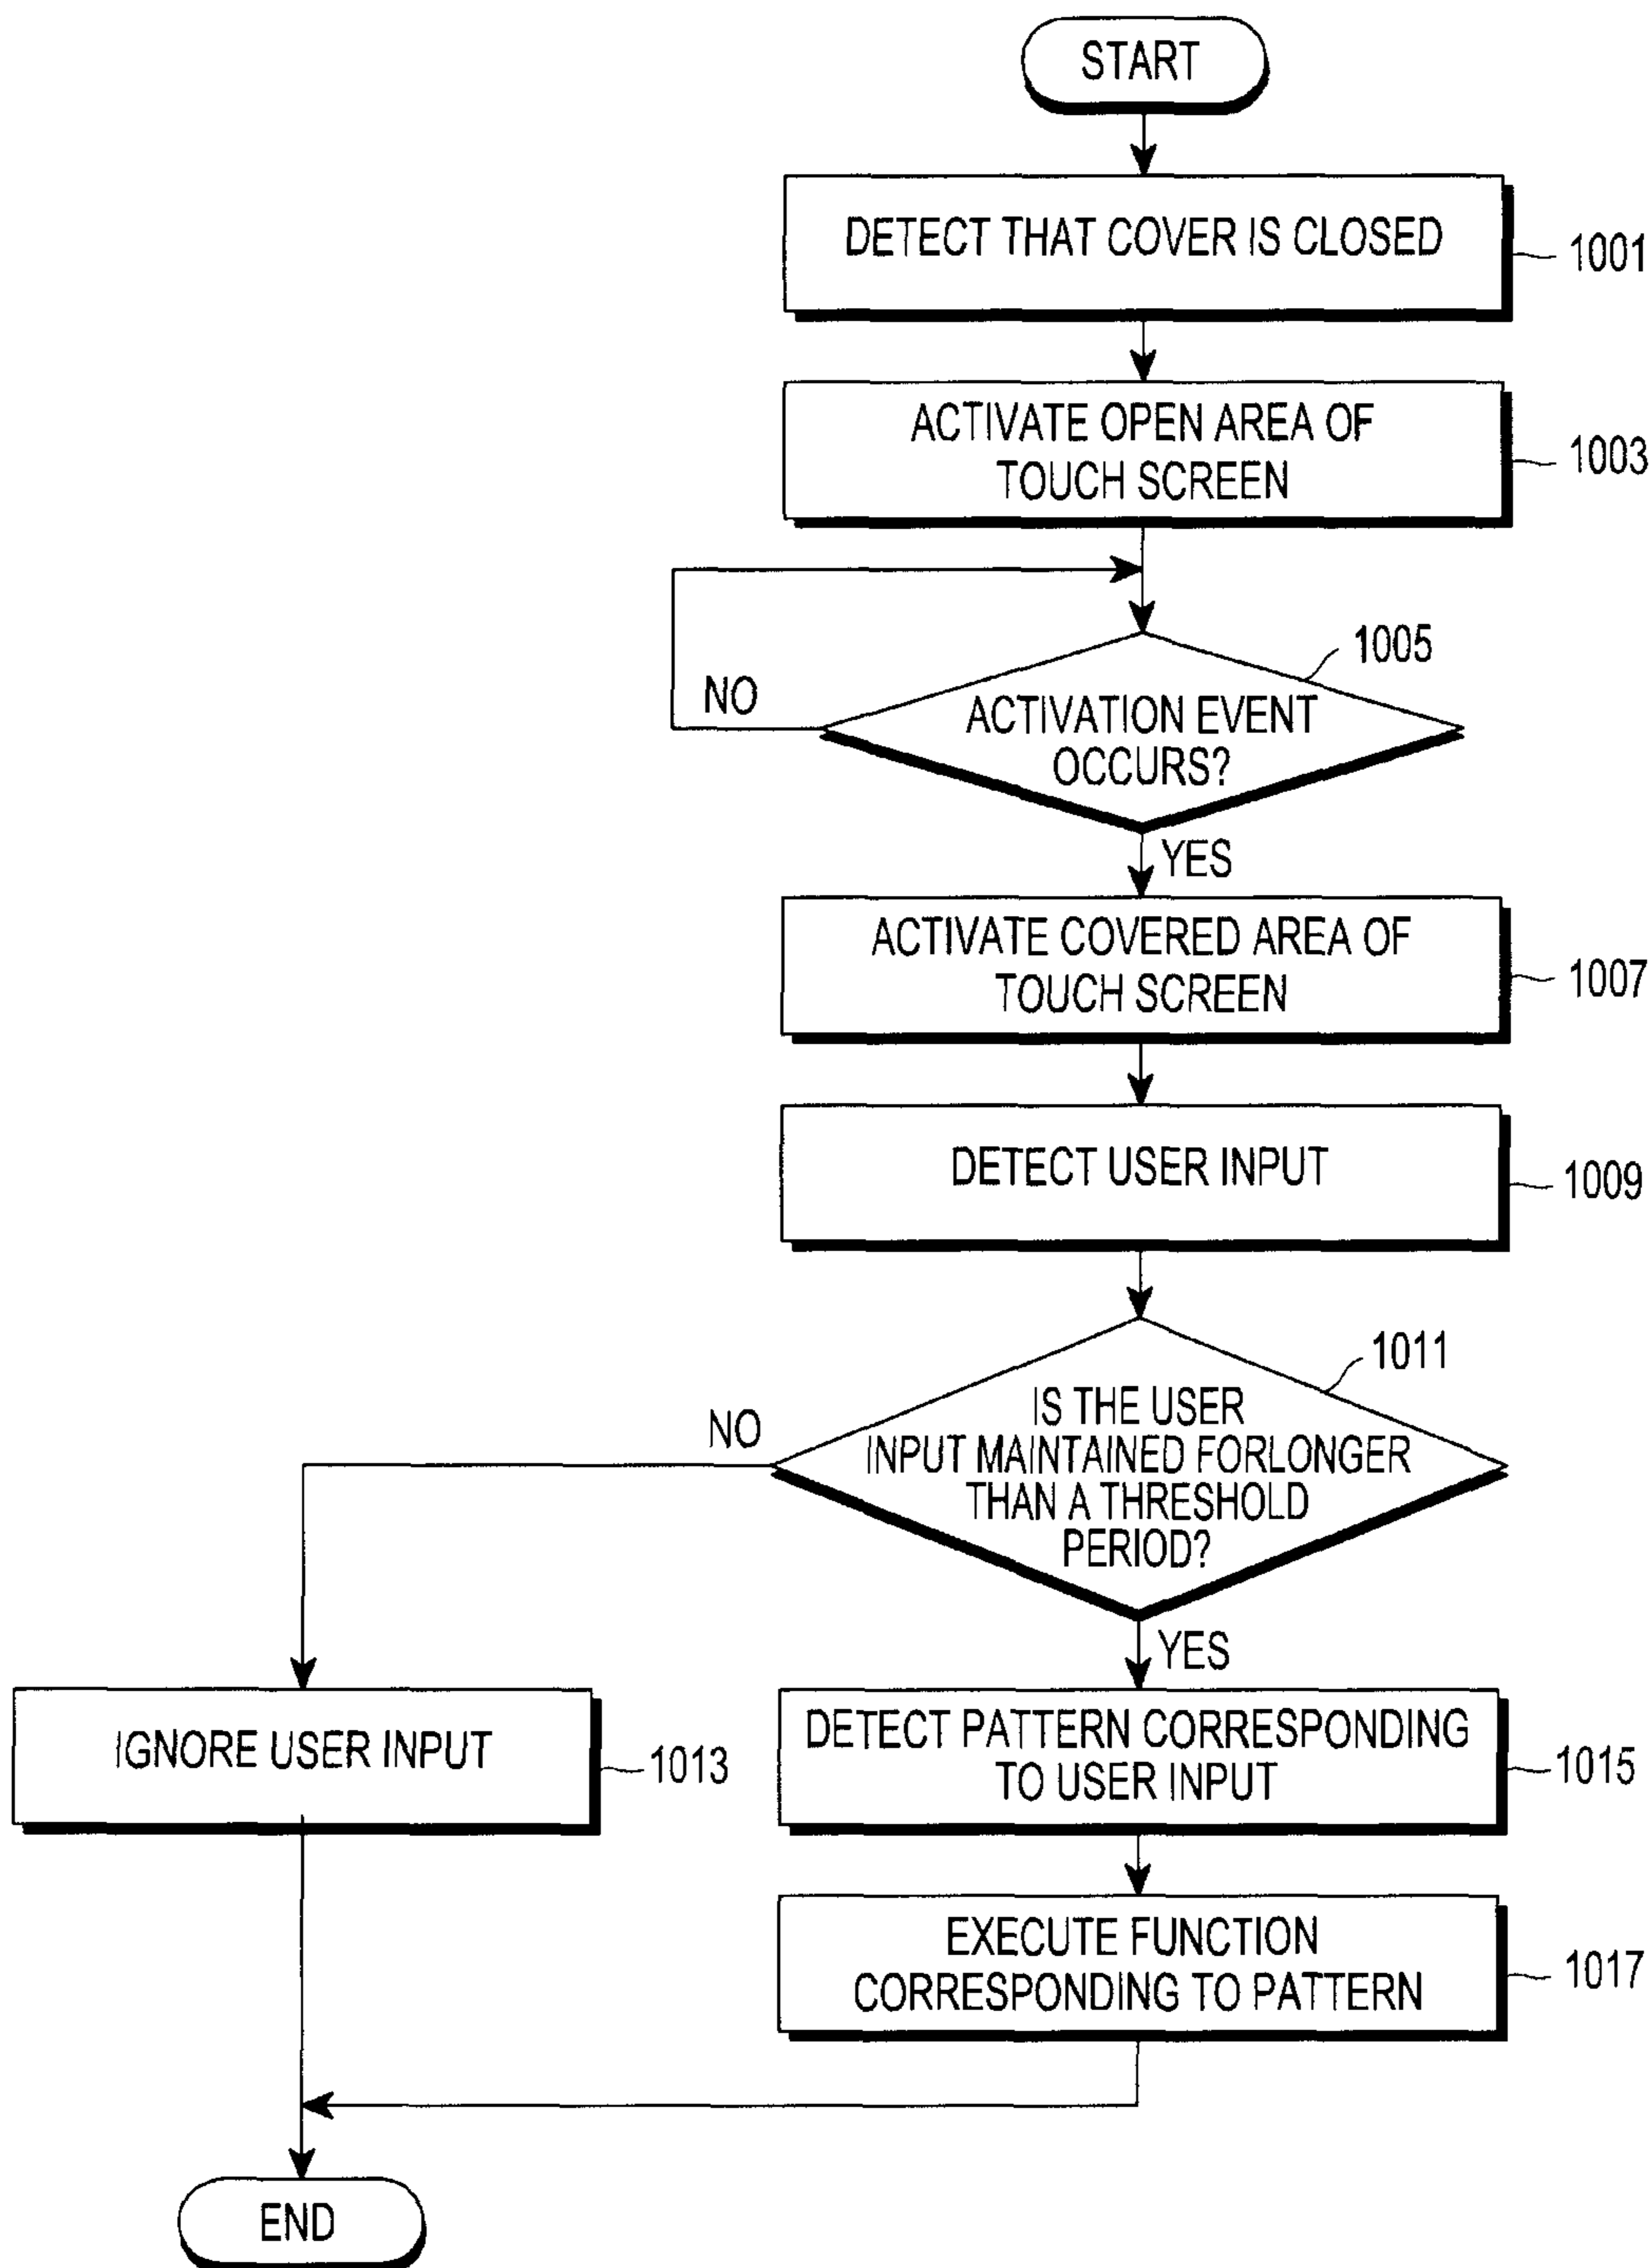 START
DETECT THAT COVER IS CLOSED
1001
ACTIVATE OPEN AREA OF
TOUCH SCREEN
1003
1005
NO
ACTIVATION EVENT
OCCURS?
YES
ACTIVATE COVERED AREA OF
TOUCH SCREEN
1007
DETECT USER INPUT
1009
1011
NO
IS THE USER
INPUT MAINTAINED FORLONGER
THAN A THRESHOLD
PERIOD?
YES
IGNORE USER INPUT
1013
DETECT PATTERN CORRESPONDING
TO USER INPUT
1015
EXECUTE FUNCTION
CORRESPONDING TO PATTERN
1017
END